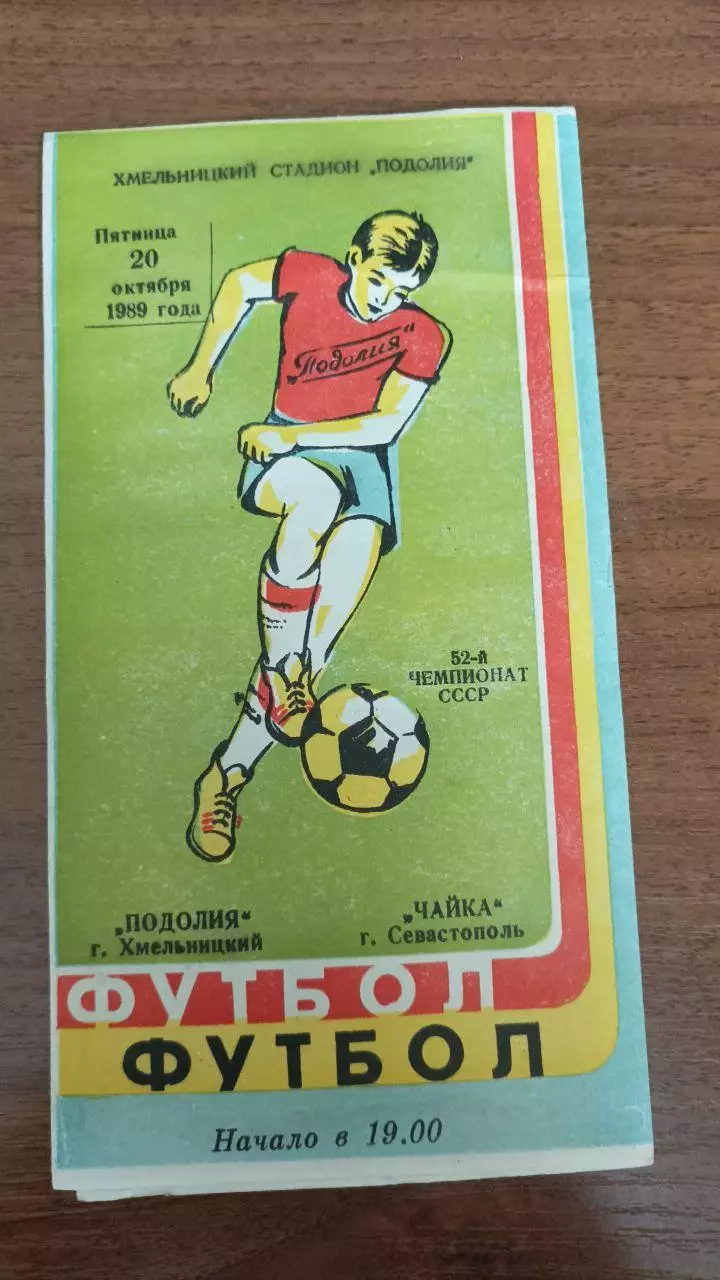 ХМЕЛЬНИЦКИЙ СТАДИОН „ПОДОЛИЯ"
Пятница
20
октября
1989 года
„Подолия"
52-й
ЧЕМПИОНАТ
СССР
„ПОДОЛИЯ"
г. Хмельницкий
„ЧАЙКА"
г. Севастополь
ФУТБОЛ
ФУТБОЛ
Начало в 19.00